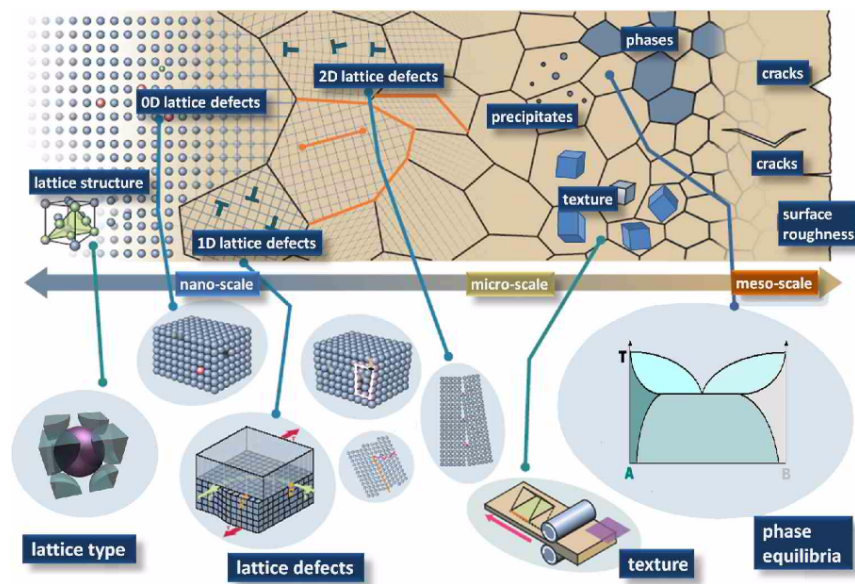 phases
2D lattice defects
cracks
0D lattice defects
precipitates
cracks
lattice structure
texture
surface
roughness
1D lattice defects
nano-scale
micro-scale
meso-scale
T
A
B
lattice type
lattice defects
texture
phase
equilibria